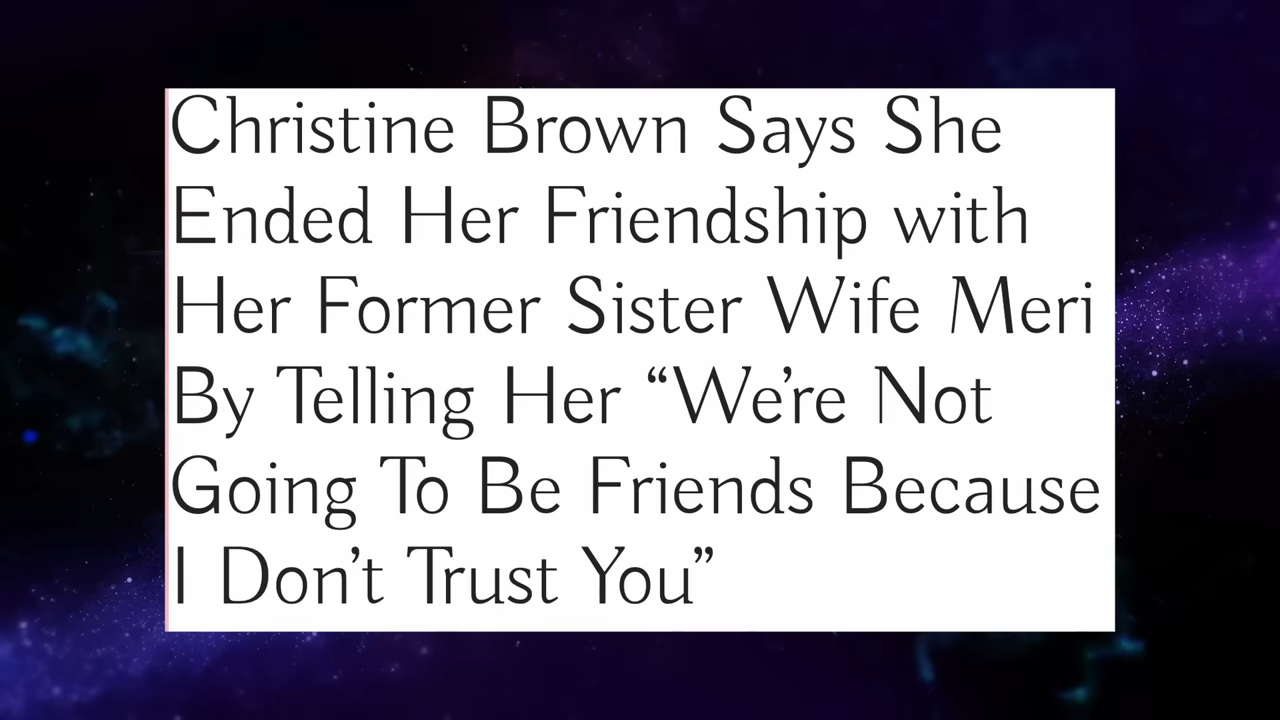 Christine Brown Says She
Ended Her Friendship with
Her Former Sister Wife Meri
By Telling Her “We’re Not
Going To Be Friends Because
I Don’t Trust You”